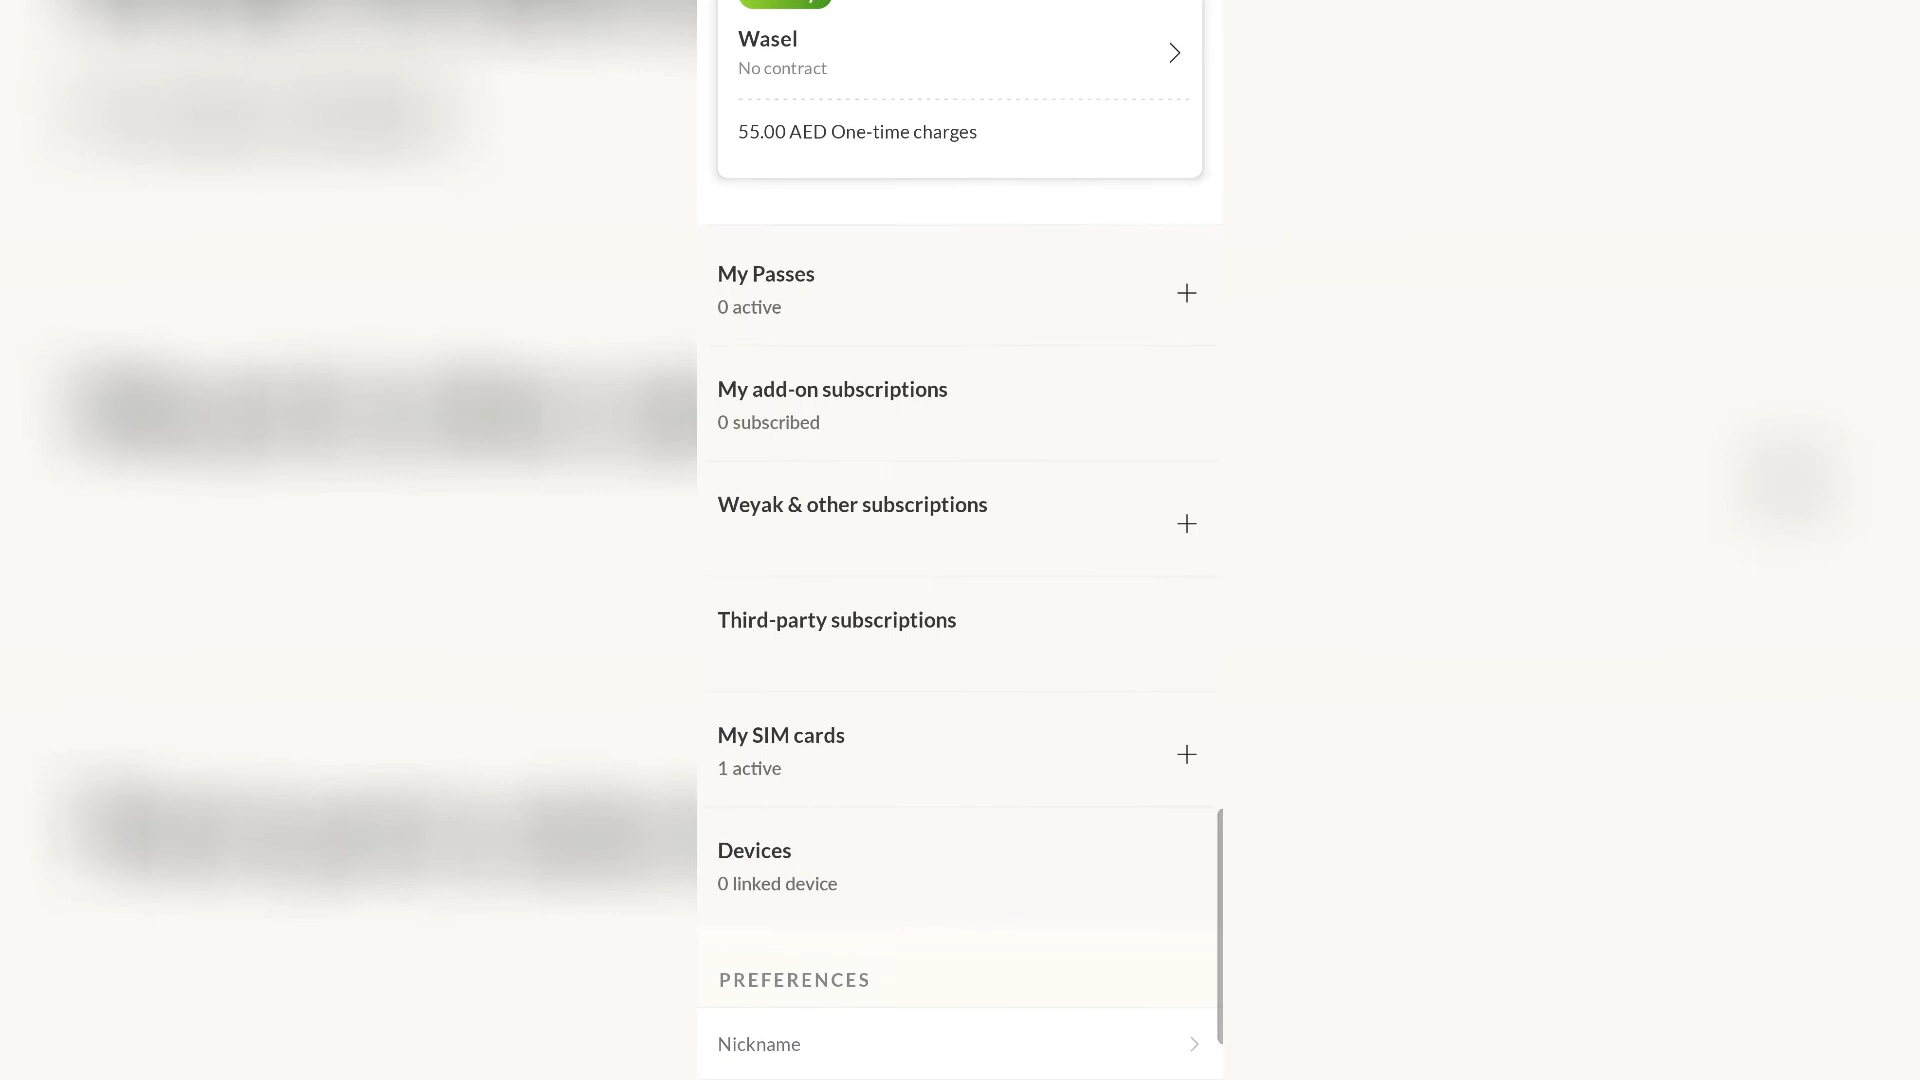 Wasel
No contract
55.00 AED One-time charges
My Passes
0 active
My add-on subscriptions
0 subscribed
Weyak & other subscriptions
Third-party subscriptions
My SIM cards
1 active
Devices
0 linked device
PREFERENCES
Nickname